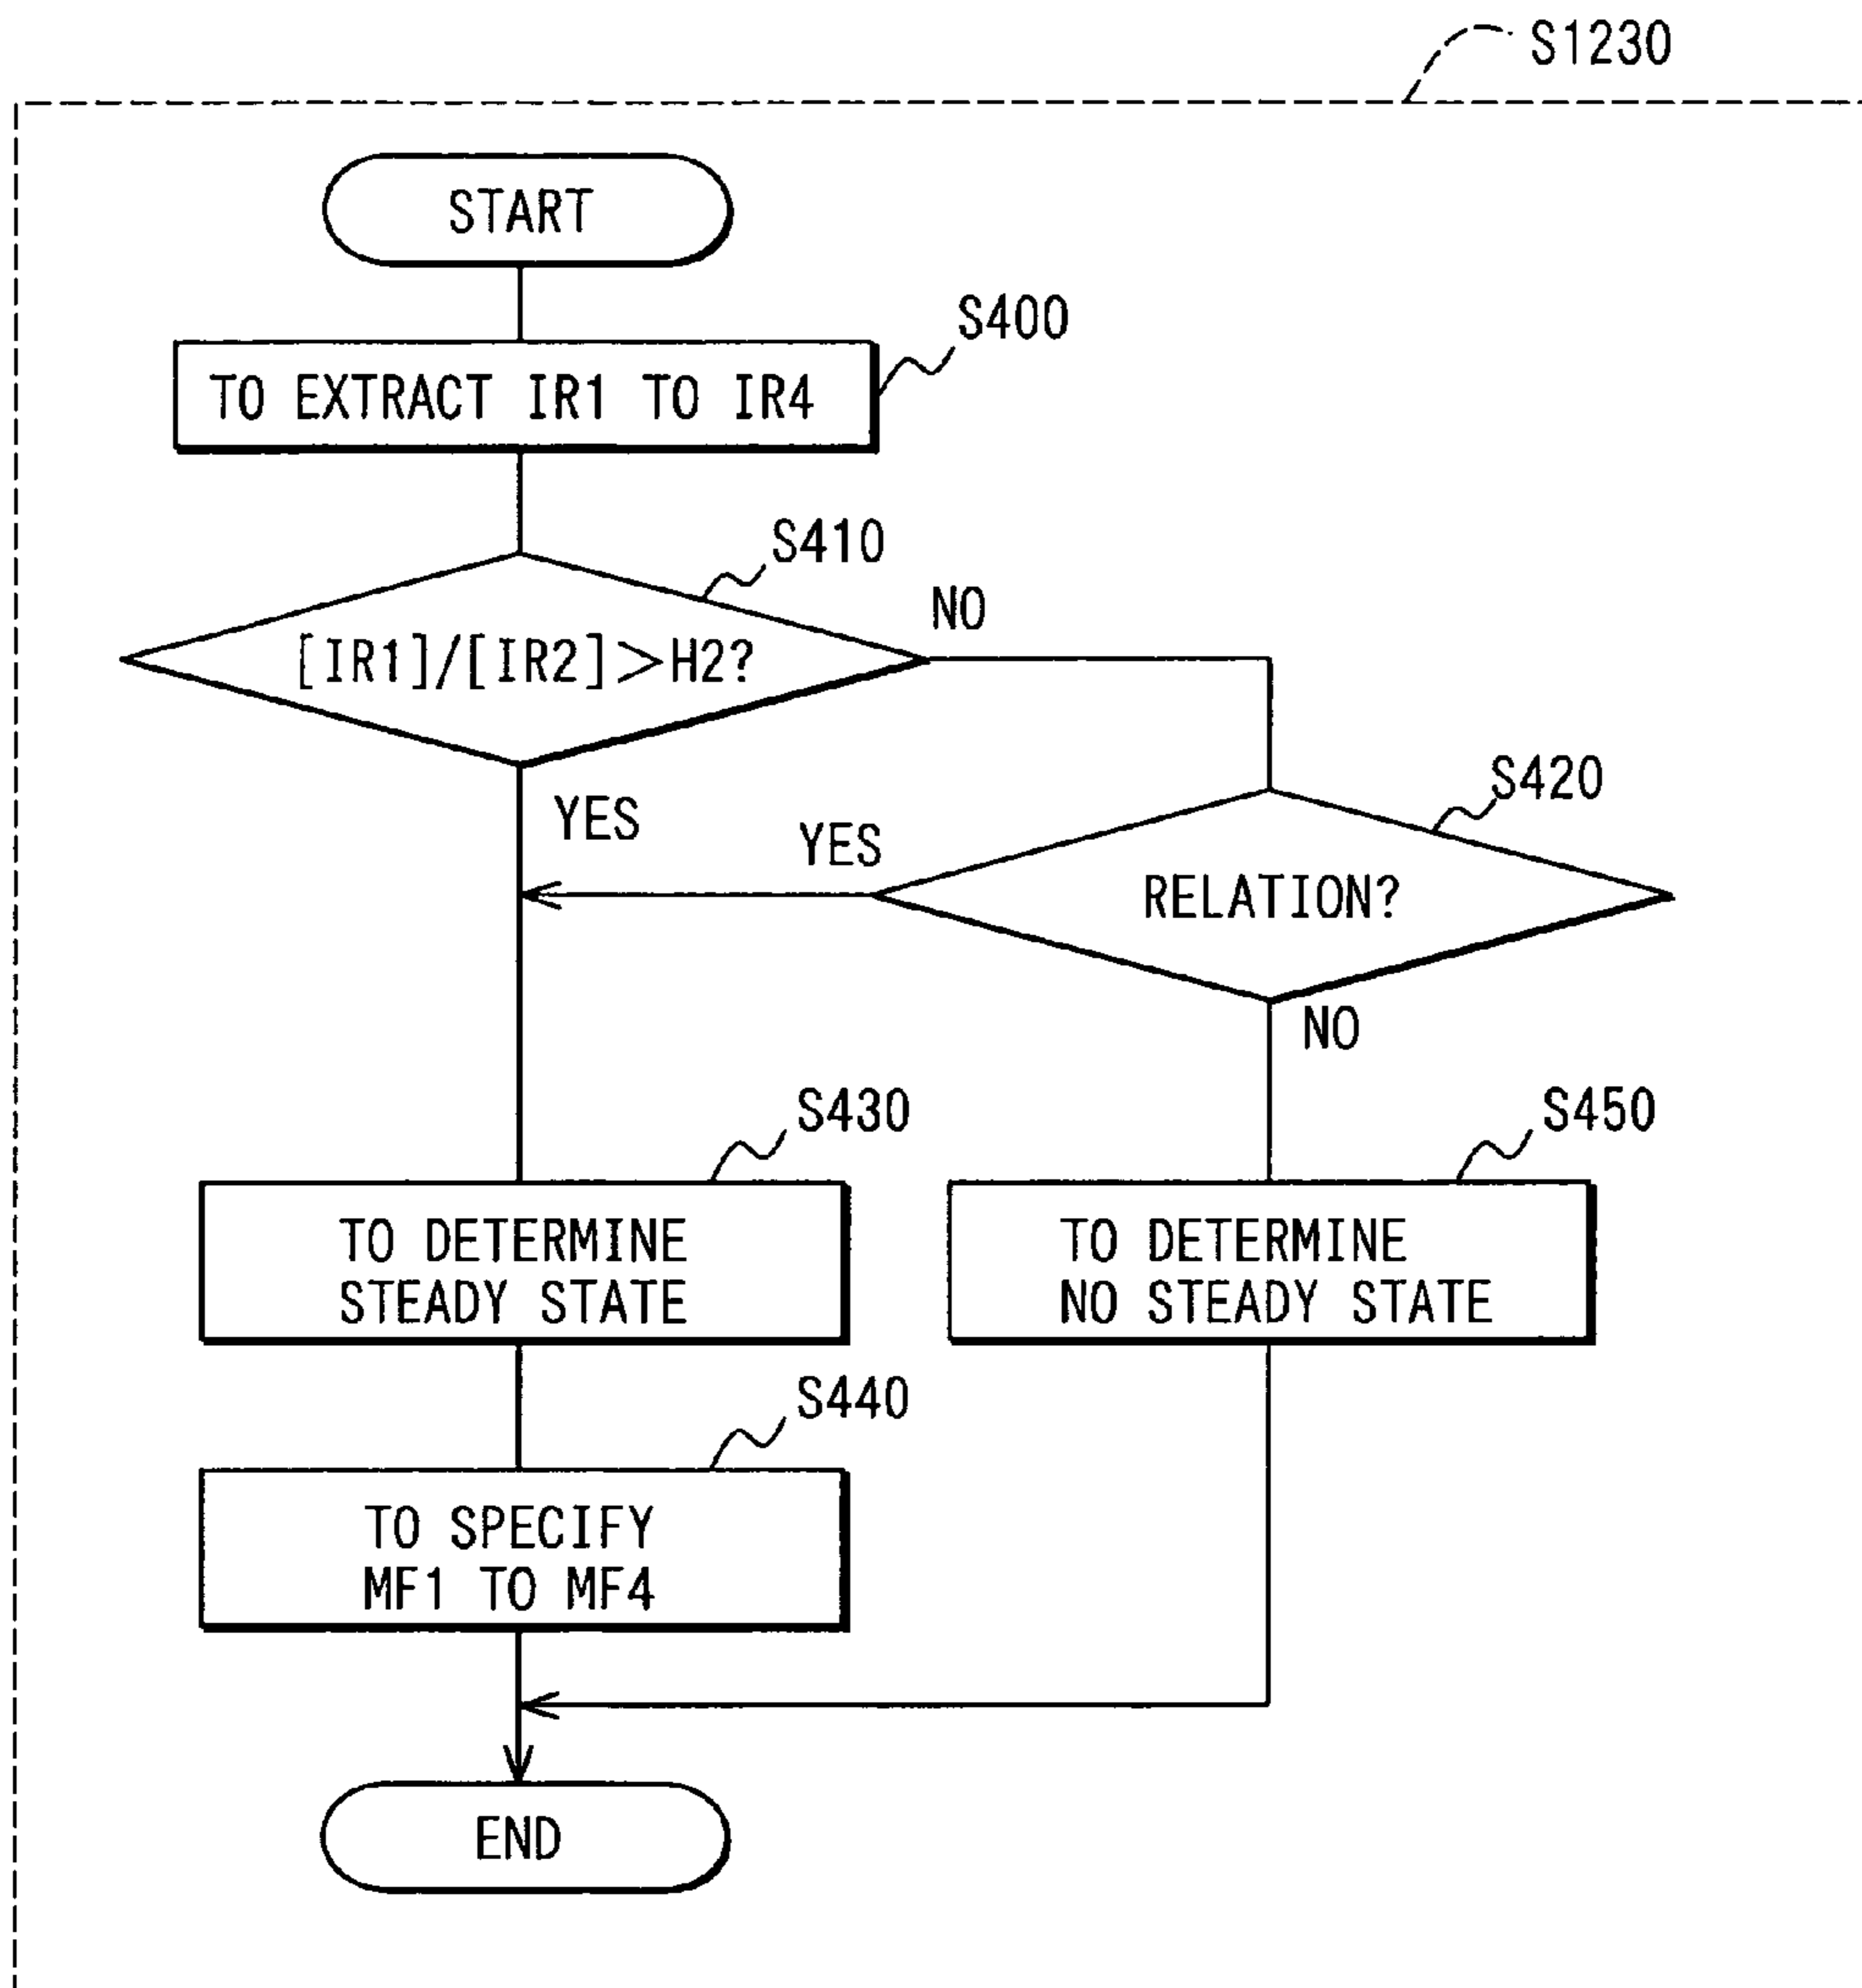 S1230
START
S400
TO EXTRACT IR1 TO IR4
S410
NO
[IR1]/[IR2]>H2?
S420
YES
YES
RELATION?
NO
S430
S450
TO DETERMINE
STEADY STATE
TO DETERMINE
NO STEADY STATE
S440
TO SPECIFY
MF1 TO MF4
END